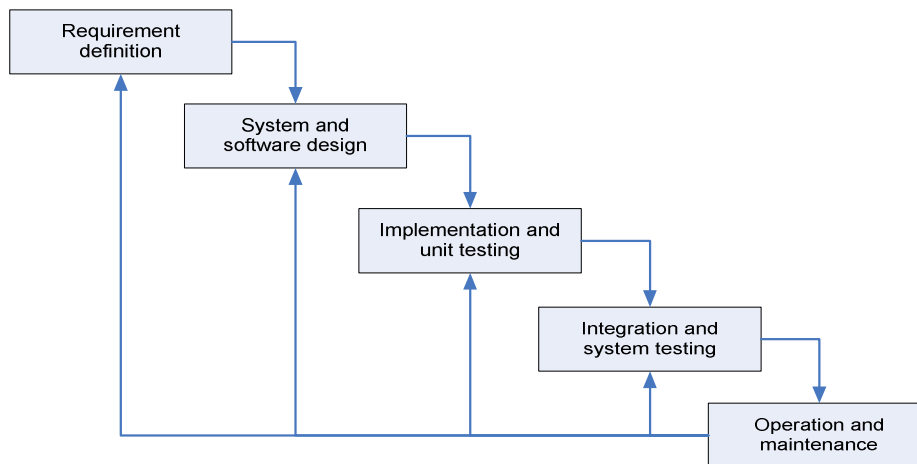 Requirement
definition
System and
software design
Implementation and
unit testing
Integration and
system testing
Operation and
maintenance